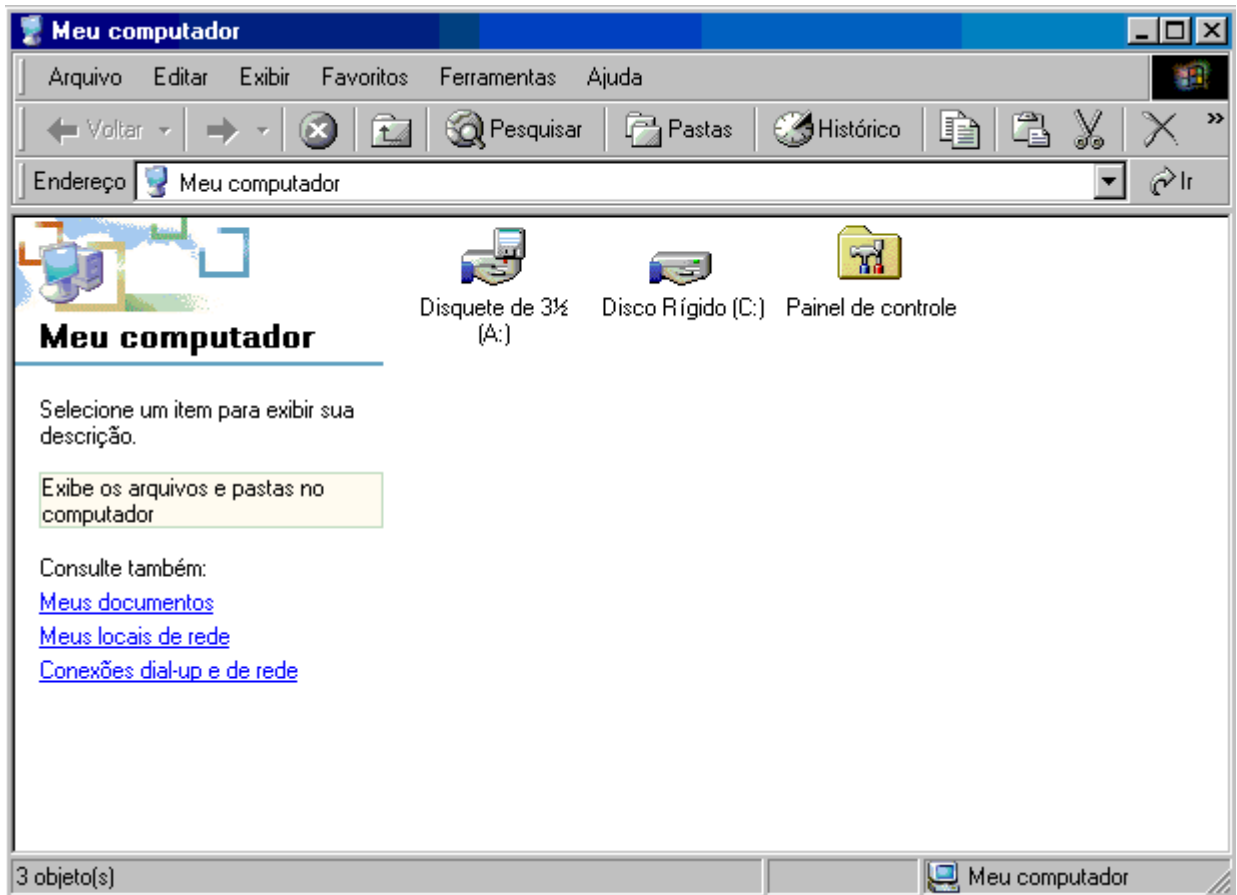 Meu computador
Arquivo Editar Exibir Favoritos Ferramentas Ajuda
Voltar Pesquisar Pastas Histórico »
Endereço Meu computador Ir
Disquete de 3½ (A:)
Disco Rígido (C:)
Painel de controle
Meu computador
Selecione um item para exibir sua
descrição.
Exibe os arquivos e pastas no
computador
Consulte também:
Meus documentos
Meus locais de rede
Conexões dial-up e de rede
3 objeto(s) Meu computador